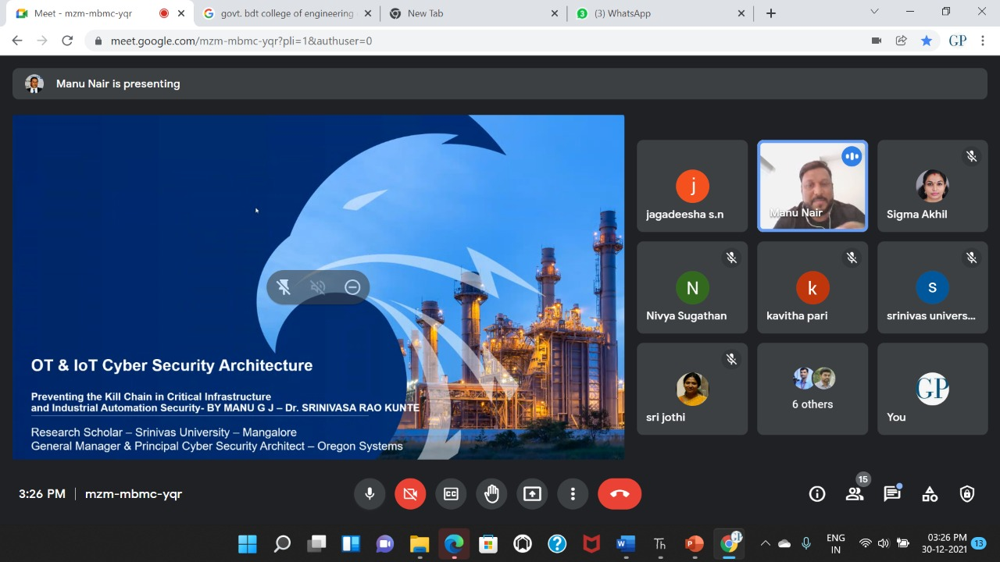 Meet - mzm-mbmc-yqr
govt. bdt college of engineering
New Tab
(3) WhatsApp
meet.google.com/mzm-mbmc-yqr?pli=1&authuser=0
GP
Manu Nair is presenting
OT & IoT Cyber Security Architecture
Preventing the Kill Chain in Critical Infrastructure
and Industrial Automation Security- BY MANU G J – Dr. SRINIVASA RAO KUNTE
Research Scholar – Srinivas University – Mangalore
General Manager & Principal Cyber Security Architect – Oregon Systems
j
jagadeesha s.n
Manu Nair
Sigma Akhil
N
Nivya Sugathan
k
kavitha pari
s
srinivas univers...
sri jothi
6 others
GP
You
3:26 PM | mzm-mbmc-yqr
CC
15
ENG
IN
03:26 PM
30-12-2021
13